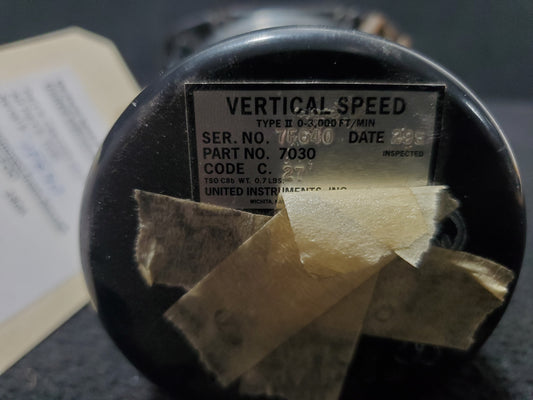 VERTICAL SPEED
TYPE II 0-3,000 FT/MIN
SER. NO. 75640 DATE
PART NO. 7030 INSPECTED
CODE C. 27
TSO C8b WT. 0.7 LBS.
UNITED INSTRUMENTS, INC.
WICHITA,